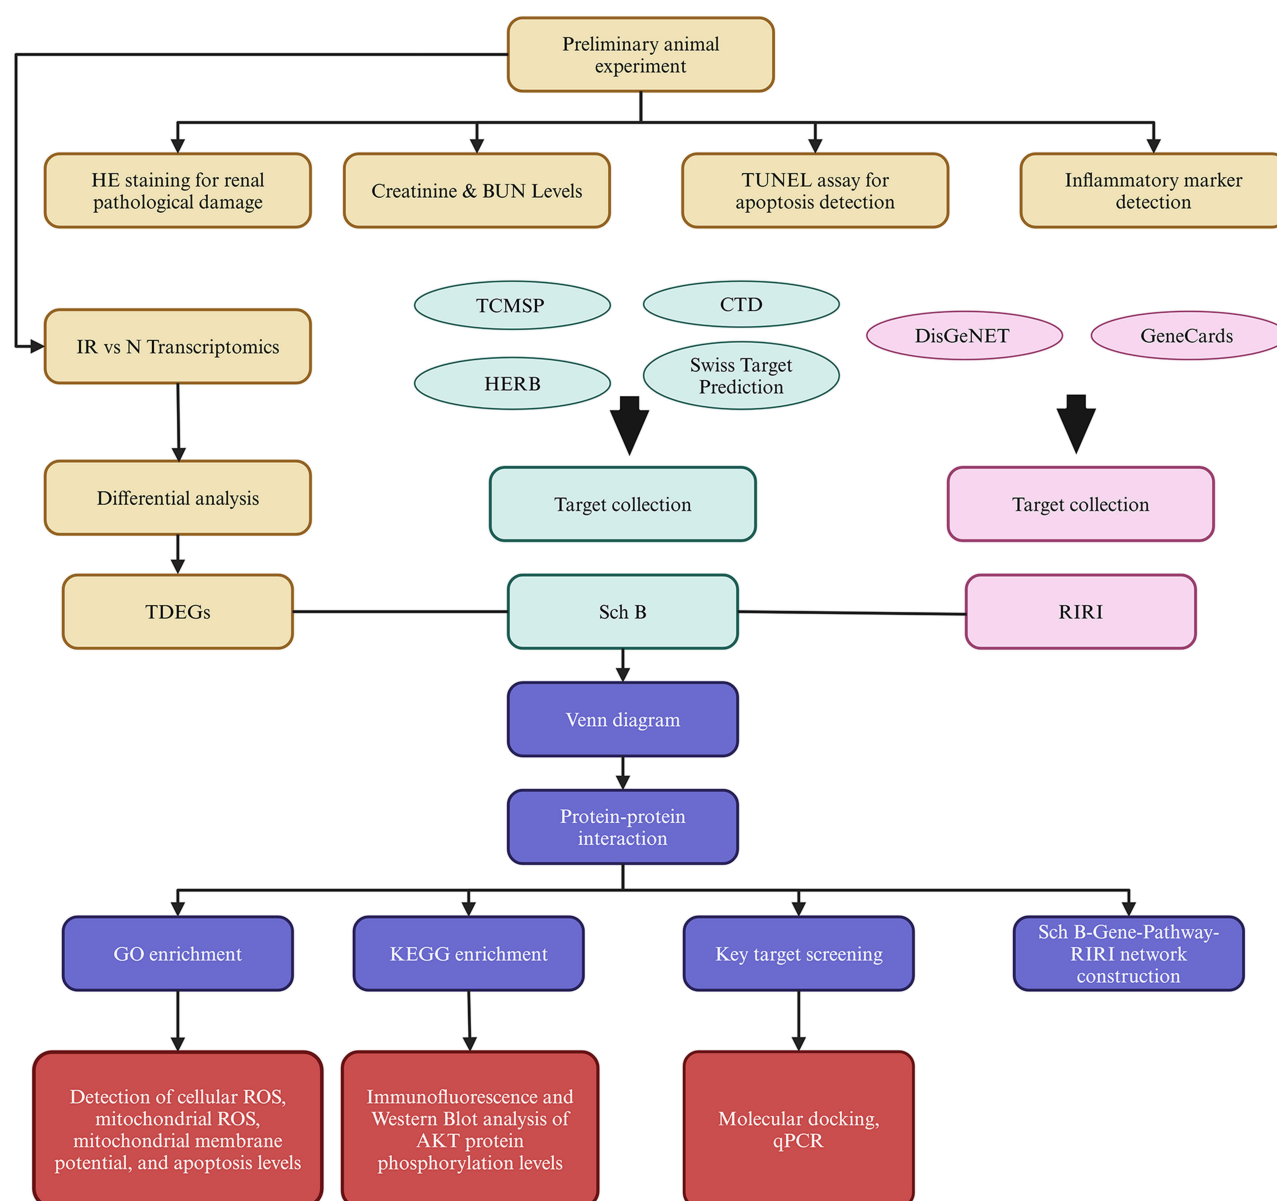 Preliminary animal
experiment
HE staining for renal
pathological damage
Creatinine & BUN Levels
TUNEL assay for
apoptosis detection
Inflammatory marker
detection
IR vs N Transcriptomics
TCMSP
CTD
HERB
Swiss Target
Prediction
DisGeNET
GeneCards
Differential analysis
Target collection
Target collection
TDEGs
Sch B
RIRI
Venn diagram
Protein-protein
interaction
GO enrichment
KEGG enrichment
Key target screening
Sch B-Gene-Pathway-
RIRI network
construction
Detection of cellular ROS,
mitochondrial ROS,
mitochondrial membrane
potential, and apoptosis levels
Immunofluorescence and
Western Blot analysis of
AKT protein
phosphorylation levels
Molecular docking,
qPCR